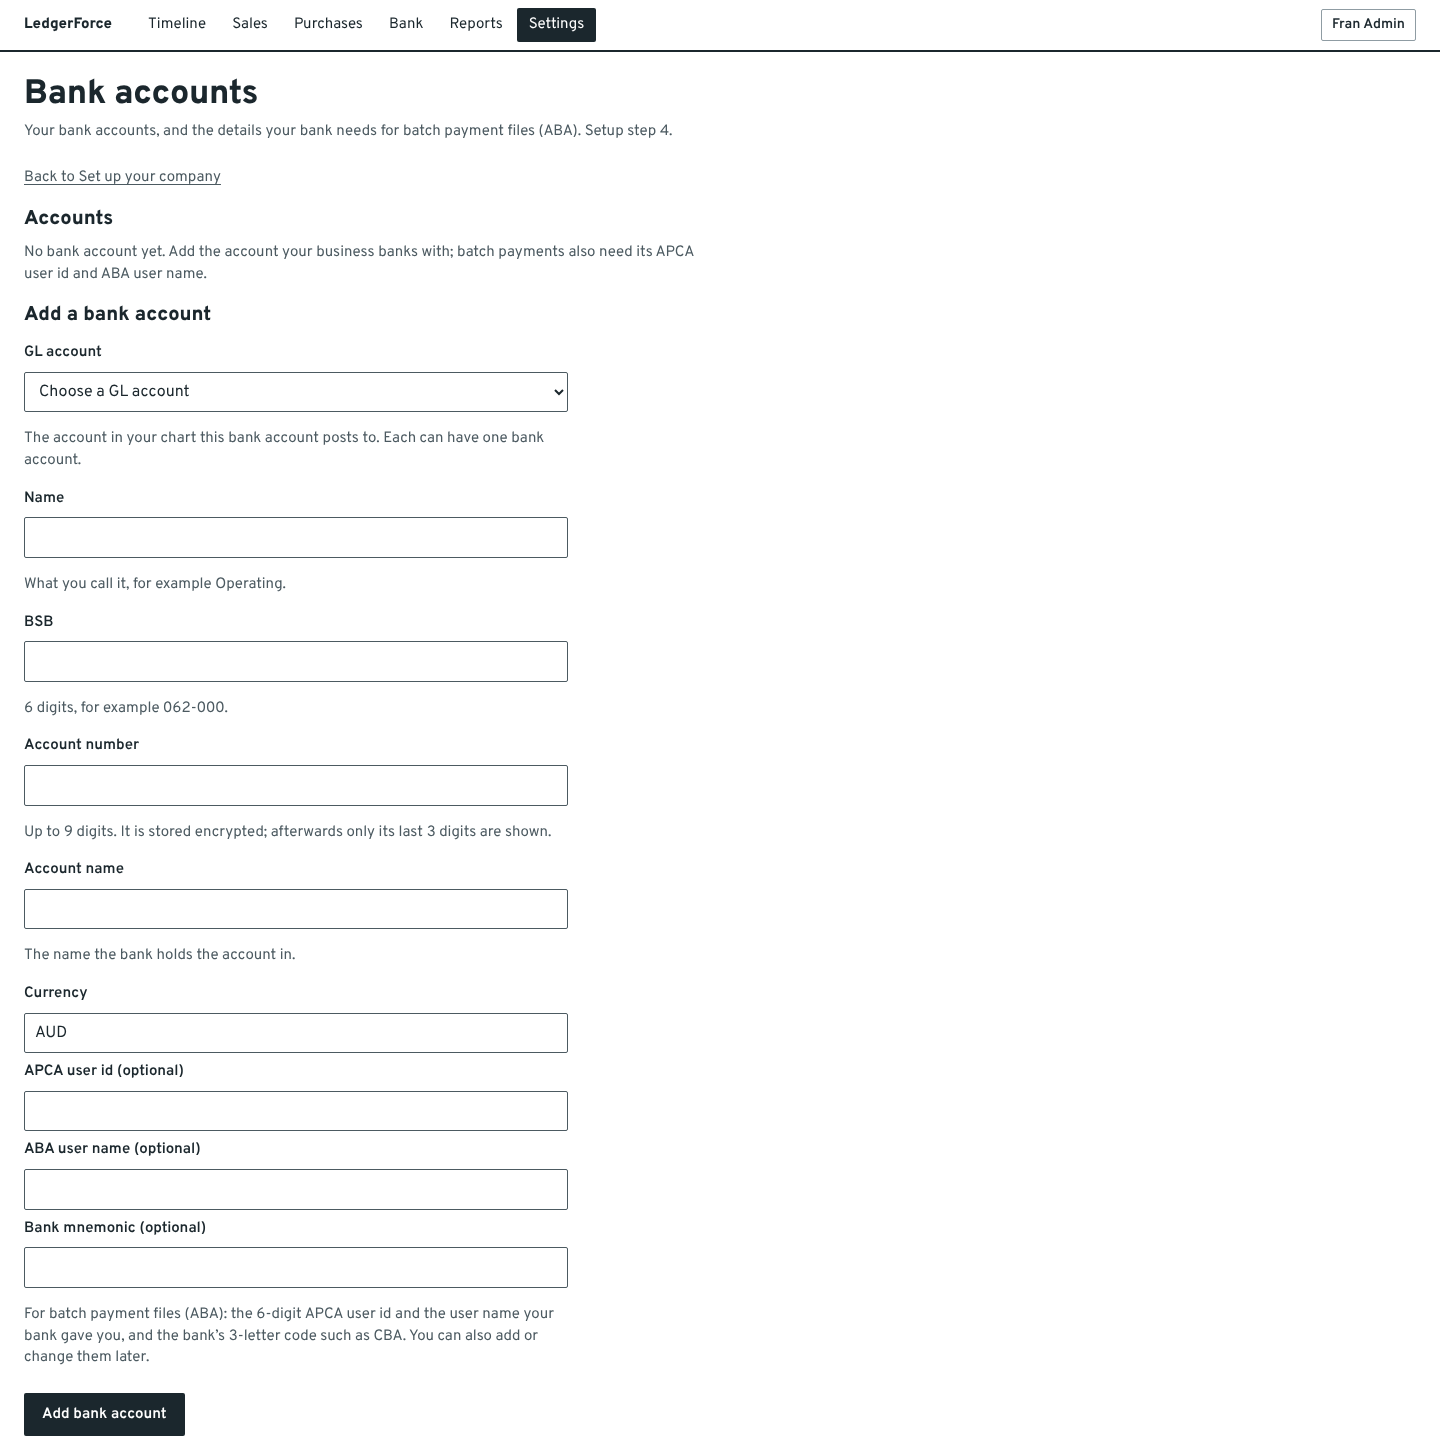 LedgerForce Timeline Sales Purchases Bank Reports Settings Fran Admin
Bank accounts
Your bank accounts, and the details your bank needs for batch payment files (ABA). Setup step 4.
Back to Set up your company
Accounts
No bank account yet. Add the account your business banks with; batch payments also need its APCA
user id and ABA user name.
Add a bank account
GL account
Choose a GL account
The account in your chart this bank account posts to. Each can have one bank
account.
Name
What you call it, for example Operating.
BSB
6 digits, for example 062-000.
Account number
Up to 9 digits. It is stored encrypted; afterwards only its last 3 digits are shown.
Account name
The name the bank holds the account in.
Currency
AUD
APCA user id (optional)
ABA user name (optional)
Bank mnemonic (optional)
For batch payment files (ABA): the 6-digit APCA user id and the user name your
bank gave you, and the bank’s 3-letter code such as CBA. You can also add or
change them later.
Add bank account